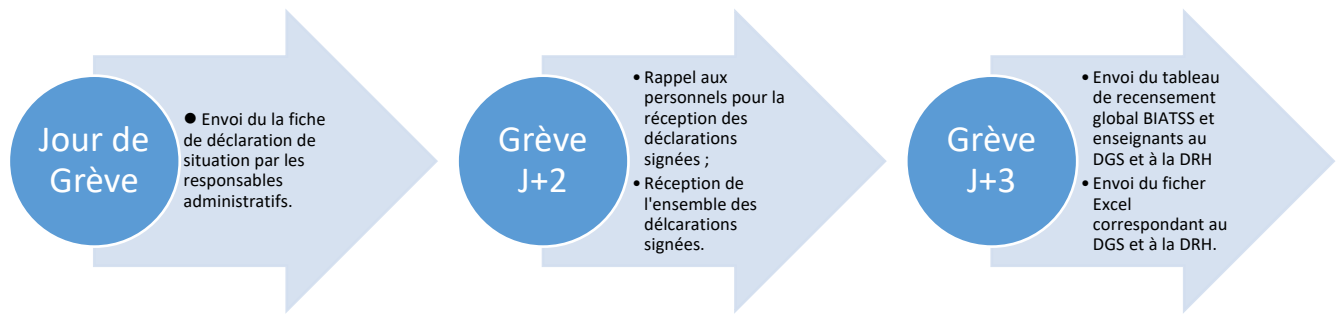 Jour de
Grève
● Envoi du la fiche
de déclaration de
situation par les
responsables
administratifs.
Grève
J+2
• Rappel aux
personnels pour la
réception des
déclarations
signées ;
• Réception de
l'ensemble des
délcarations
signées.
Grève
J+3
• Envoi du tableau
de recensement
global BIATSS et
enseignants au
DGS et à la DRH
• Envoi du ficher
Excel
correspondant au
DGS et à la DRH.